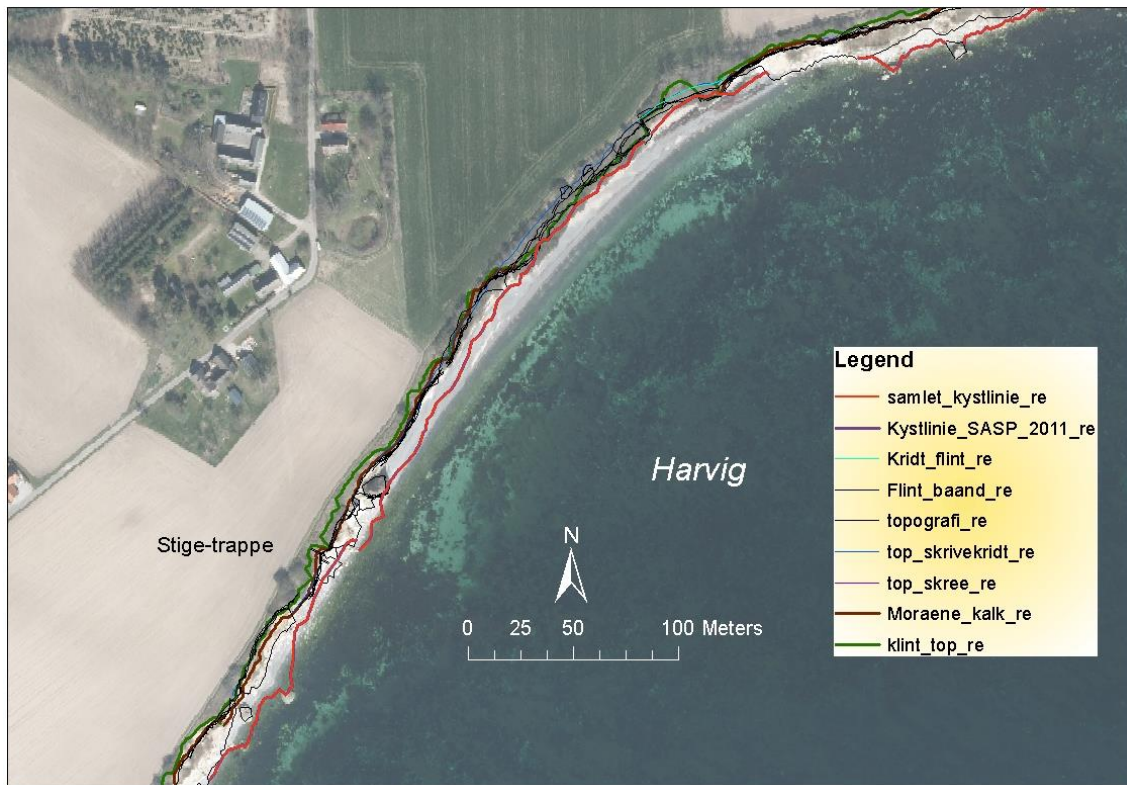 Legend
samlet_kystlinie_re
Kystlinie_SASP_2011_re
Kridt_flint_re
Flint_baand_re
topografi_re
top_skrivekridt_re
top_skree_re
Moraene_kalk_re
klint_top_re
Harvig
Stige-trappe
N
0 25 50 100 Meters